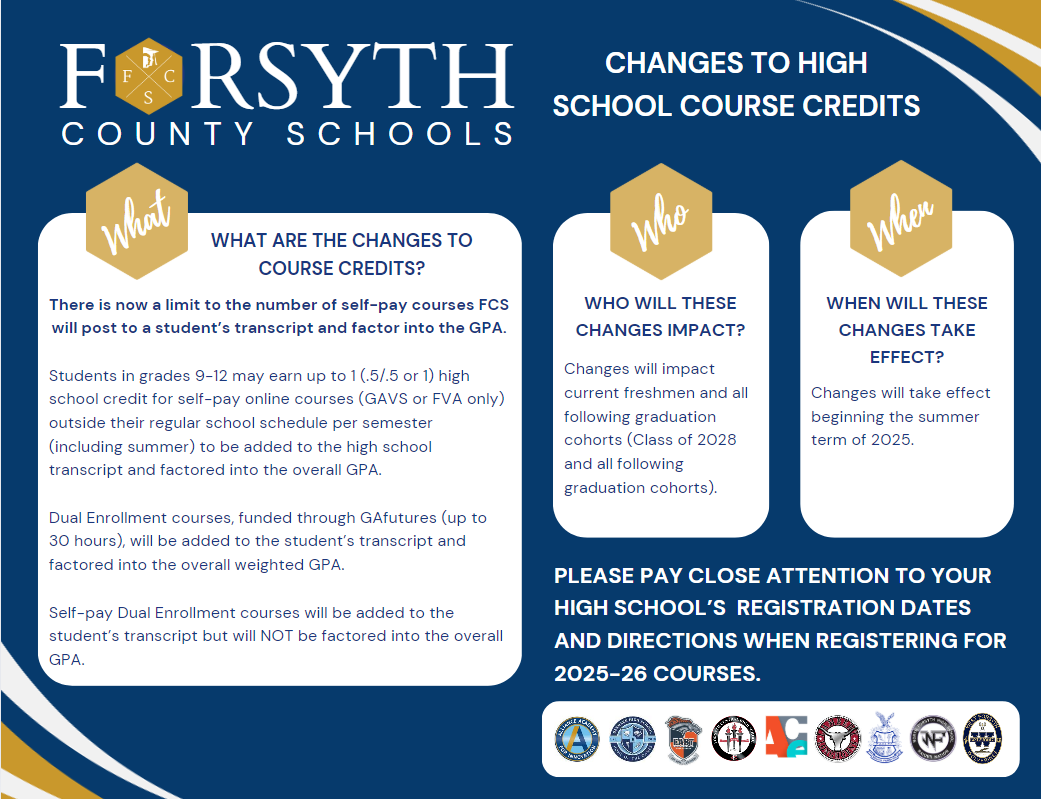 FORSYTH
F C
S
COUNTY SCHOOLS
CHANGES TO HIGH
SCHOOL COURSE CREDITS
What
WHAT ARE THE CHANGES TO
COURSE CREDITS?
There is now a limit to the number of self-pay courses FCS
will post to a student's transcript and factor into the GPA.
Students in grades 9-12 may earn up to 1 (.5/.5 or 1) high
school credit for self-pay online courses (GAVS or FVA only)
outside their regular school schedule per semester
(including summer) to be added to the high school
transcript and factored into the overall GPA.
Dual Enrollment courses, funded through GAfutures (up to
30 hours), will be added to the student's transcript and
factored into the overall weighted GPA.
Self-pay Dual Enrollment courses will be added to the
student's transcript but will NOT be factored into the overall
GPA.
Who
WHO WILL THESE
CHANGES IMPACT?
Changes will impact
current freshmen and all
following graduation
cohorts (Class of 2028
and all following
graduation cohorts).
When
WHEN WILL THESE
CHANGES TAKE
EFFECT?
Changes will take effect
beginning the summer
term of 2025.
PLEASE PAY CLOSE ATTENTION TO YOUR
HIGH SCHOOL'S REGISTRATION DATES
AND DIRECTIONS WHEN REGISTERING FOR
2025-26 COURSES.
ALLIANCE ACADEMY
FOR INNOVATION
A
EAST
ACE
WF
W